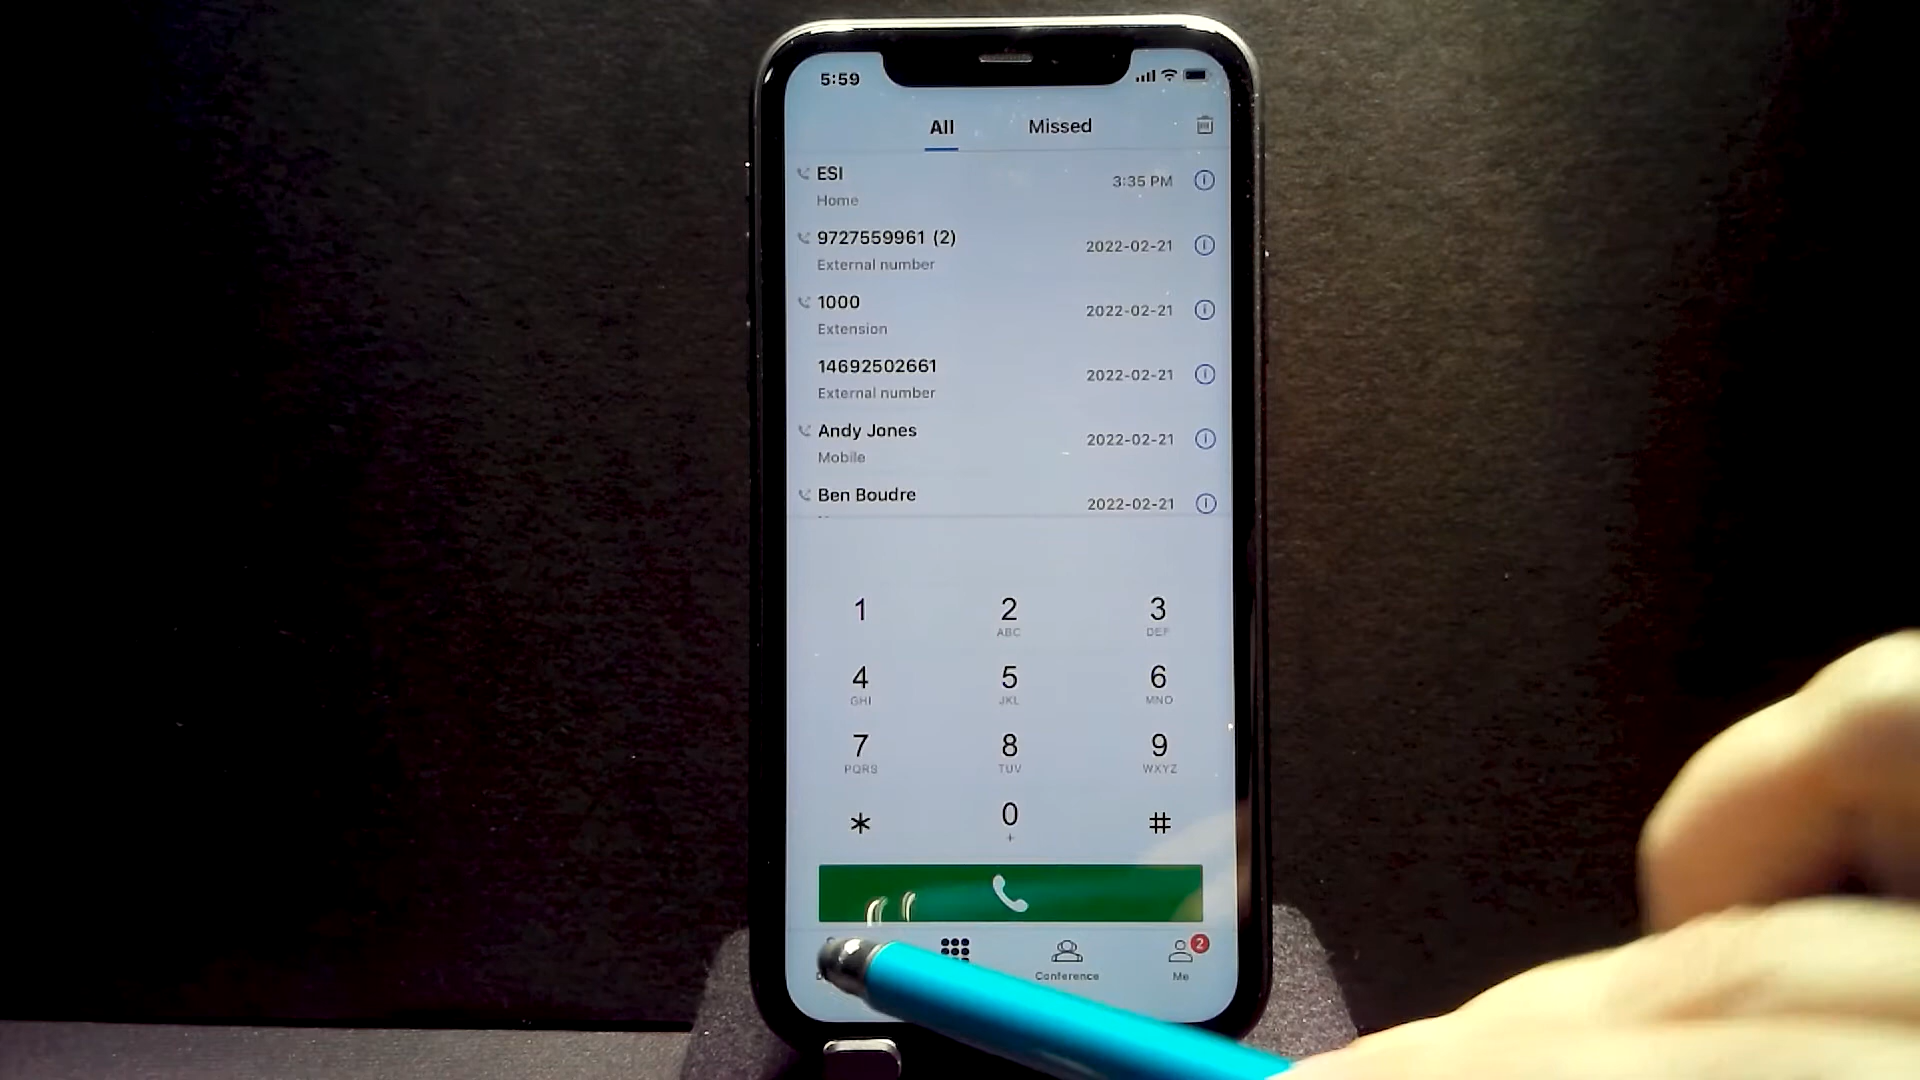 5:59
All Missed
ESI
Home
3:35 PM
9727559961 (2)
External number
2022-02-21
1000
Extension
2022-02-21
14692502661
External number
2022-02-21
Andy Jones
Mobile
2022-02-21
Ben Boudre
2022-02-21
1 2 3
ABC DEF
4 5 6
GHI JKL MNO
7 8 9
PQRS TUV WXYZ
* 0 #
+
2
Conference Me